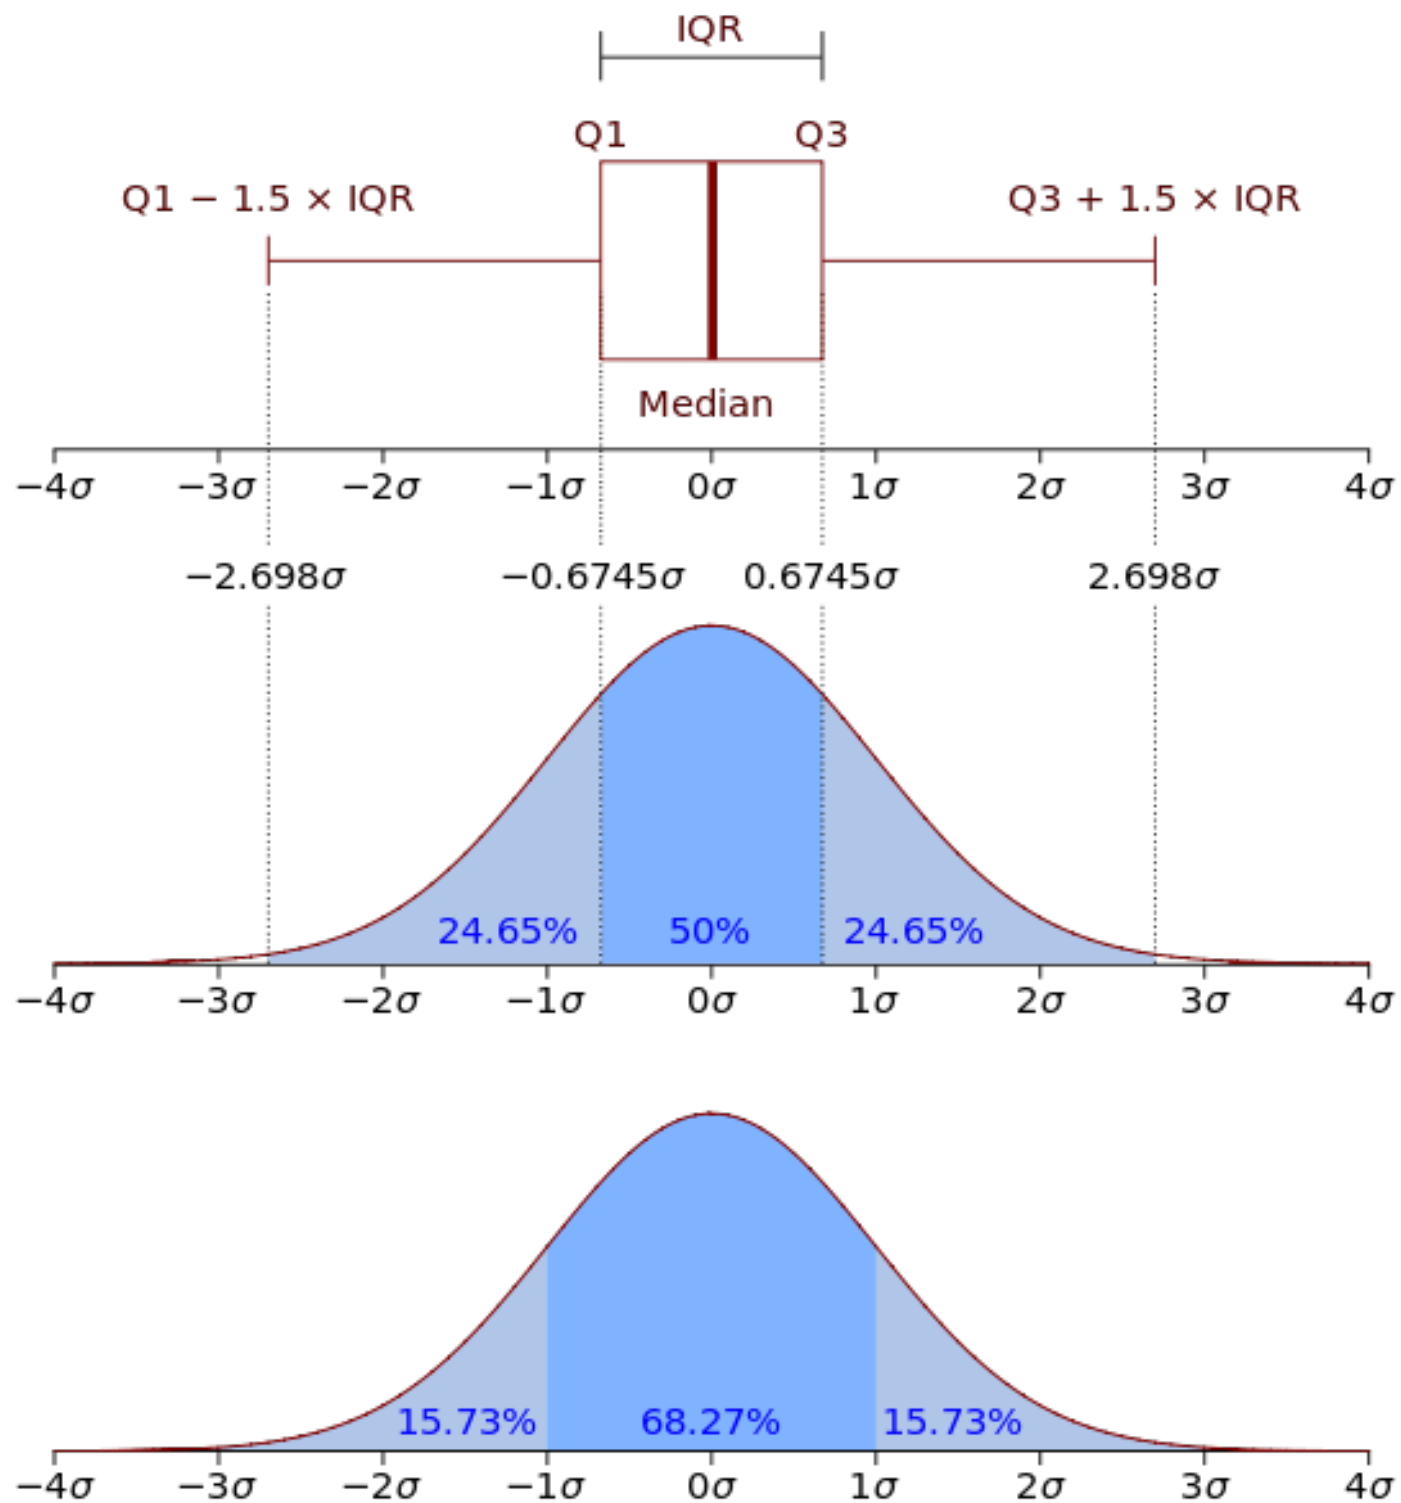 IQR
Q1 Q3
Q1 − 1.5 × IQR Q3 + 1.5 × IQR
Median
−4σ −3σ −2σ −1σ 0σ 1σ 2σ 3σ 4σ
−2.698σ −0.6745σ 0.6745σ 2.698σ
24.65% 50% 24.65%
−4σ −3σ −2σ −1σ 0σ 1σ 2σ 3σ 4σ
15.73% 68.27% 15.73%
−4σ −3σ −2σ −1σ 0σ 1σ 2σ 3σ 4σ